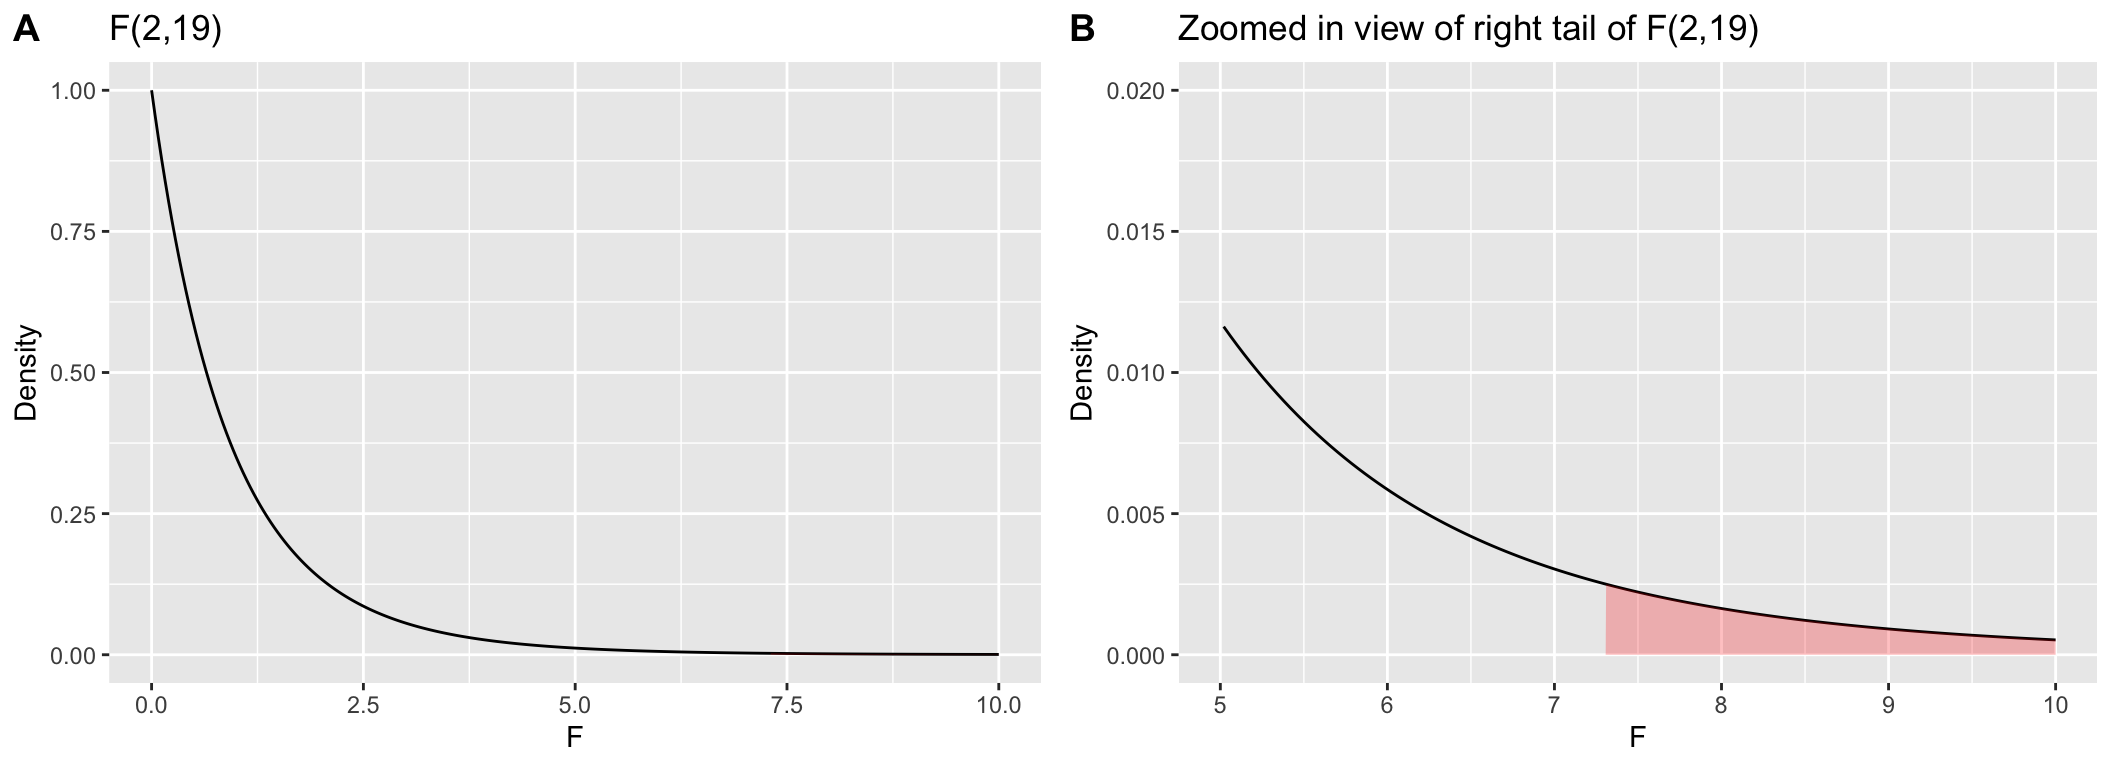 A
F(2,19)
1.00
0.75
0.50
0.25
0.00
Density
0.0 2.5 5.0 7.5 10.0
F
B
Zoomed in view of right tail of F(2,19)
0.020
0.015
0.010
0.005
0.000
Density
5 6 7 8 9 10
F